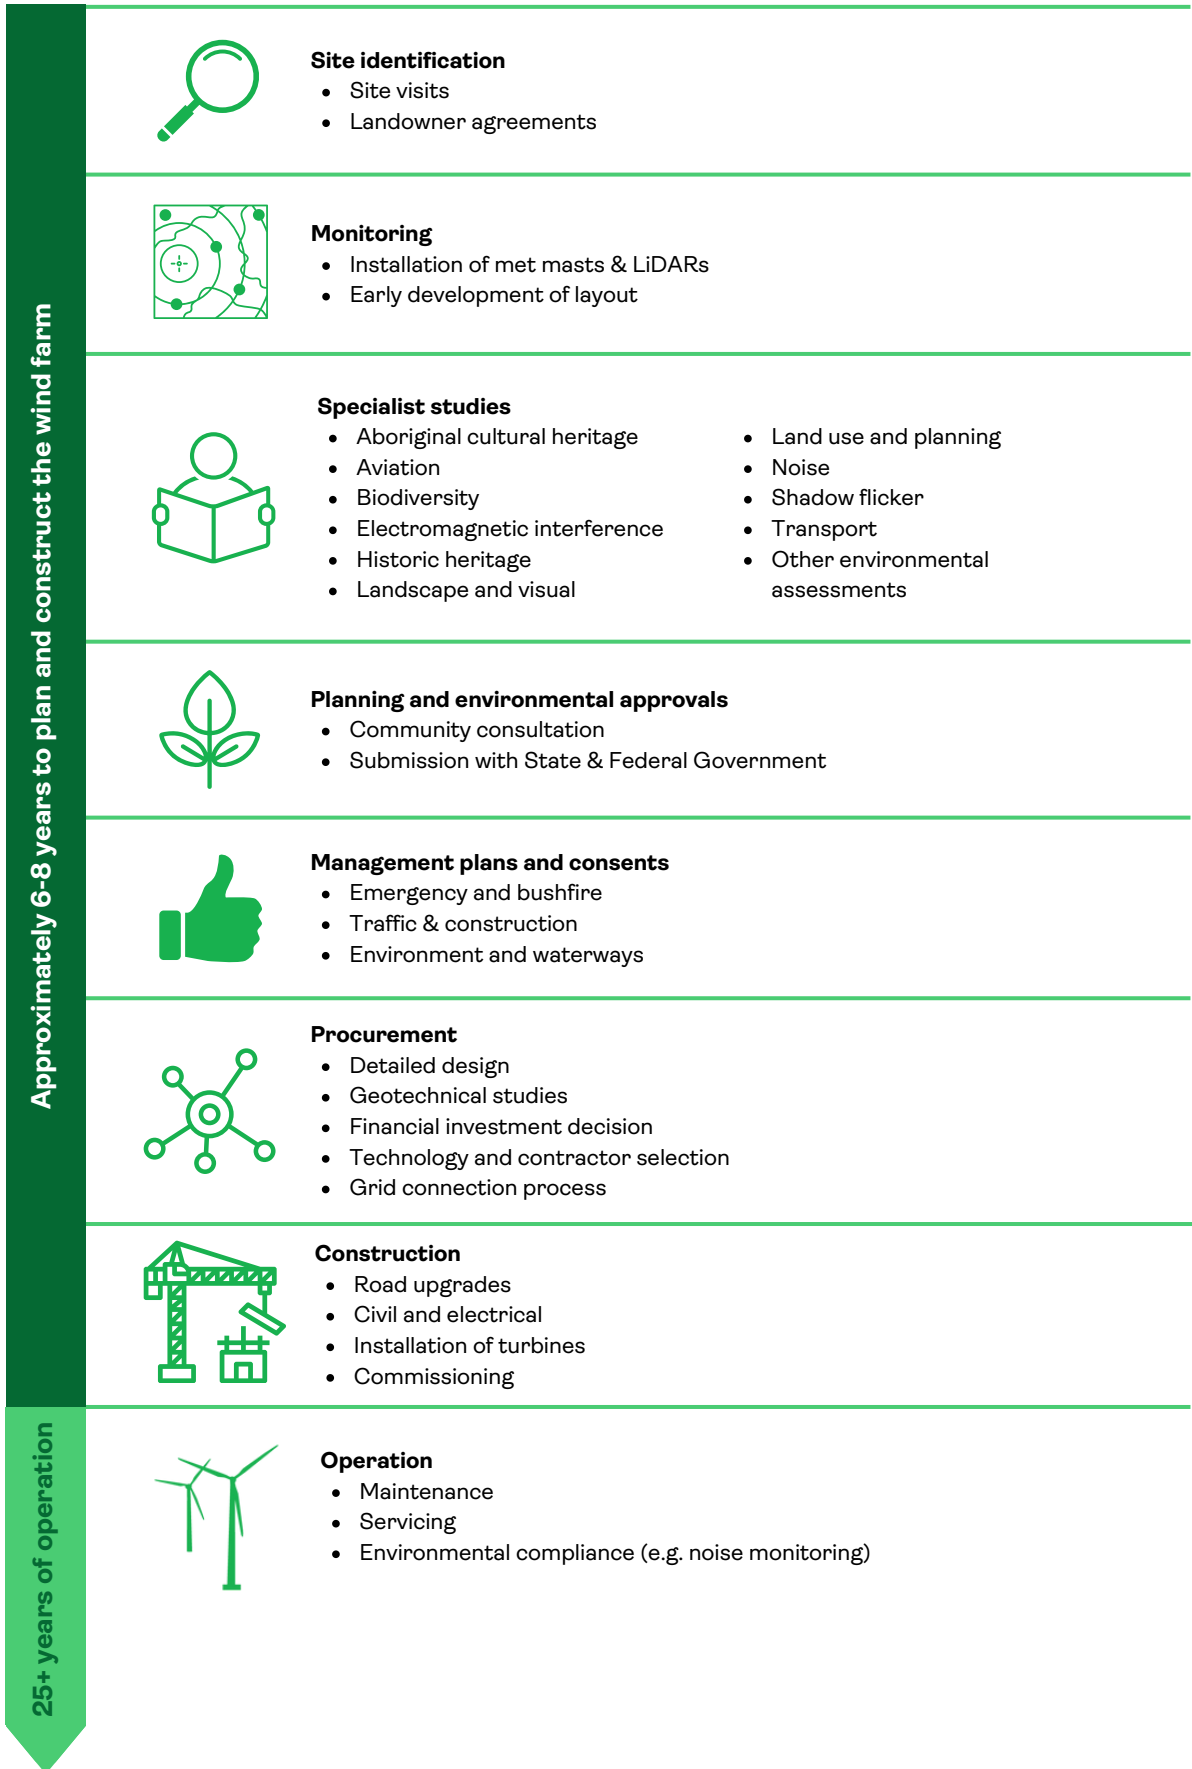 Approximately 6-8 years to plan and construct the wind farm
Site identification
• Site visits
• Landowner agreements
Monitoring
• Installation of met masts & LiDARs
• Early development of layout
Specialist studies
• Aboriginal cultural heritage
• Aviation
• Biodiversity
• Electromagnetic interference
• Historic heritage
• Landscape and visual
• Land use and planning
• Noise
• Shadow flicker
• Transport
• Other environmental
assessments
Planning and environmental approvals
• Community consultation
• Submission with State & Federal Government
Management plans and consents
• Emergency and bushfire
• Traffic & construction
• Environment and waterways
Procurement
• Detailed design
• Geotechnical studies
• Financial investment decision
• Technology and contractor selection
• Grid connection process
Construction
• Road upgrades
• Civil and electrical
• Installation of turbines
• Commissioning
25+ years of operation
Operation
• Maintenance
• Servicing
• Environmental compliance (e.g. noise monitoring)